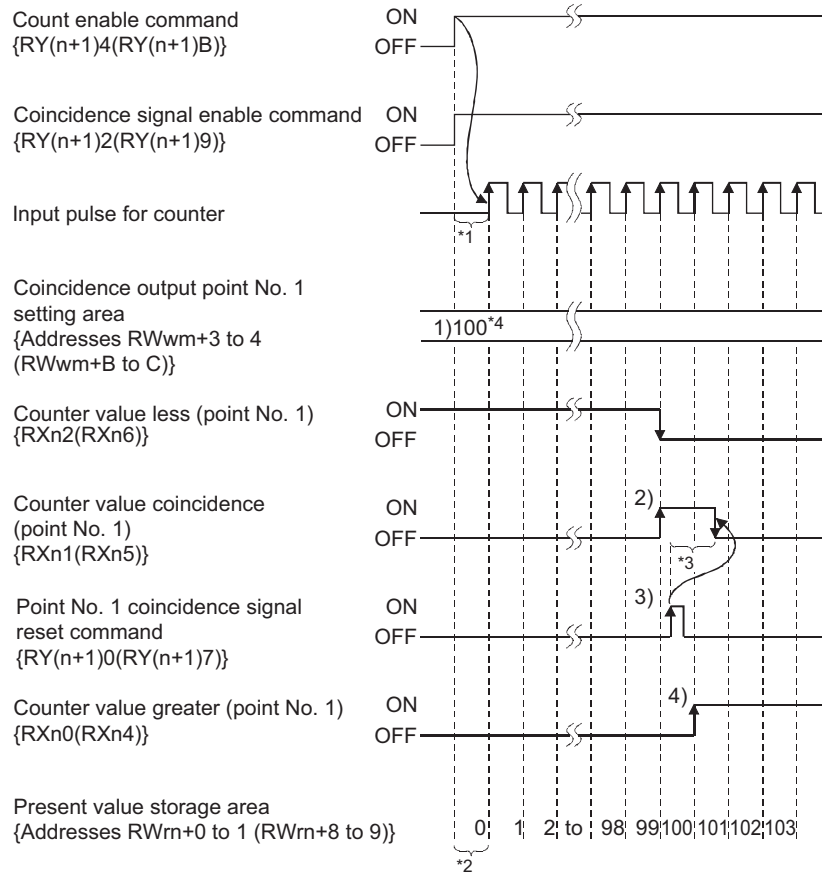 Count enable command
{RY(n+1)4(RY(n+1)B)}
ON
OFF
Coincidence signal enable command
{RY(n+1)2(RY(n+1)9)}
ON
OFF
Input pulse for counter
*1
Coincidence output point No. 1
setting area
{Addresses RWwm+3 to 4
(RWwm+B to C)}
1)100*4
Counter value less (point No. 1)
{RXn2(RXn6)}
ON
OFF
Counter value coincidence
(point No. 1)
{RXn1(RXn5)}
ON
OFF
2)
*3
Point No. 1 coincidence signal
reset command
{RY(n+1)0(RY(n+1)7)}
ON
OFF
3)
Counter value greater (point No. 1)
{RXn0(RXn4)}
ON
OFF
4)
Present value storage area
{Addresses RWrn+0 to 1 (RWrn+8 to 9)}
0 1 2 to 98 99 100 101 102 103
*2